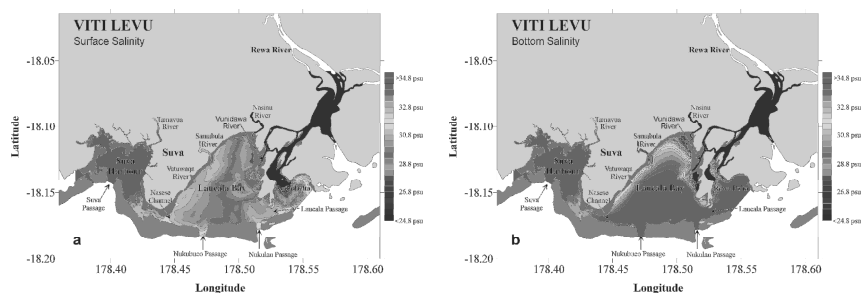 VITI LEVU
Surface Salinity
Rewa River
-18.05
-18.10
-18.15
-18.20
Latitude
>34.8 psu
32.8 psu
30.8 psu
28.8 psu
25.8 psu
<24.8 psu
Tamavua
River
Suva
Vunidawa
River
Nasinu
River
Samabula
River
Vatuwaqa
River
Suva
Harbour
Laucala Bay
Nasese
Channel
Suva
Passage
Laucala Passage
Nukubuco Passage
Nukulau Passage
a
178.40
178.45
178.50
178.55
178.60
Longitude
VITI LEVU
Bottom Salinity
Rewa River
-18.05
-18.10
-18.15
-18.20
Latitude
>34.8 psu
32.8 psu
30.8 psu
28.8 psu
25.8 psu
<24.8 psu
Tamavua
River
Suva
Vunidawa
River
Nasinu
River
Samabula
River
Vatuwaqa
River
Suva
Harbour
Laucala Bay
Nasese
Channel
Suva
Passage
Laucala Passage
Nukubuco Passage
Nukulau Passage
b
178.40
178.45
178.50
178.55
178.60
Longitude